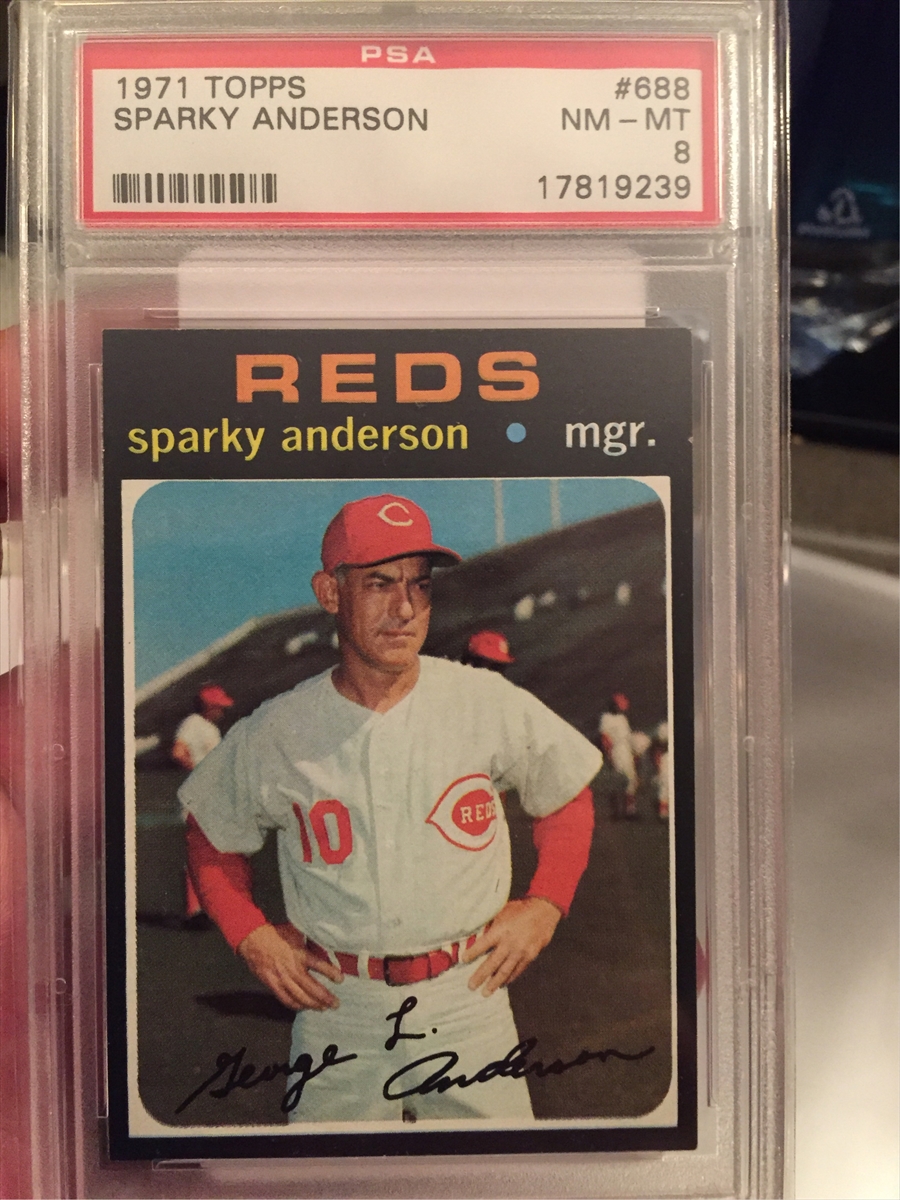 PSA
1971 TOPPS #688
SPARKY ANDERSON NM-MT
8
17819239
REDS
sparky anderson • mgr.
C
10 REDS
George L.
Anderson